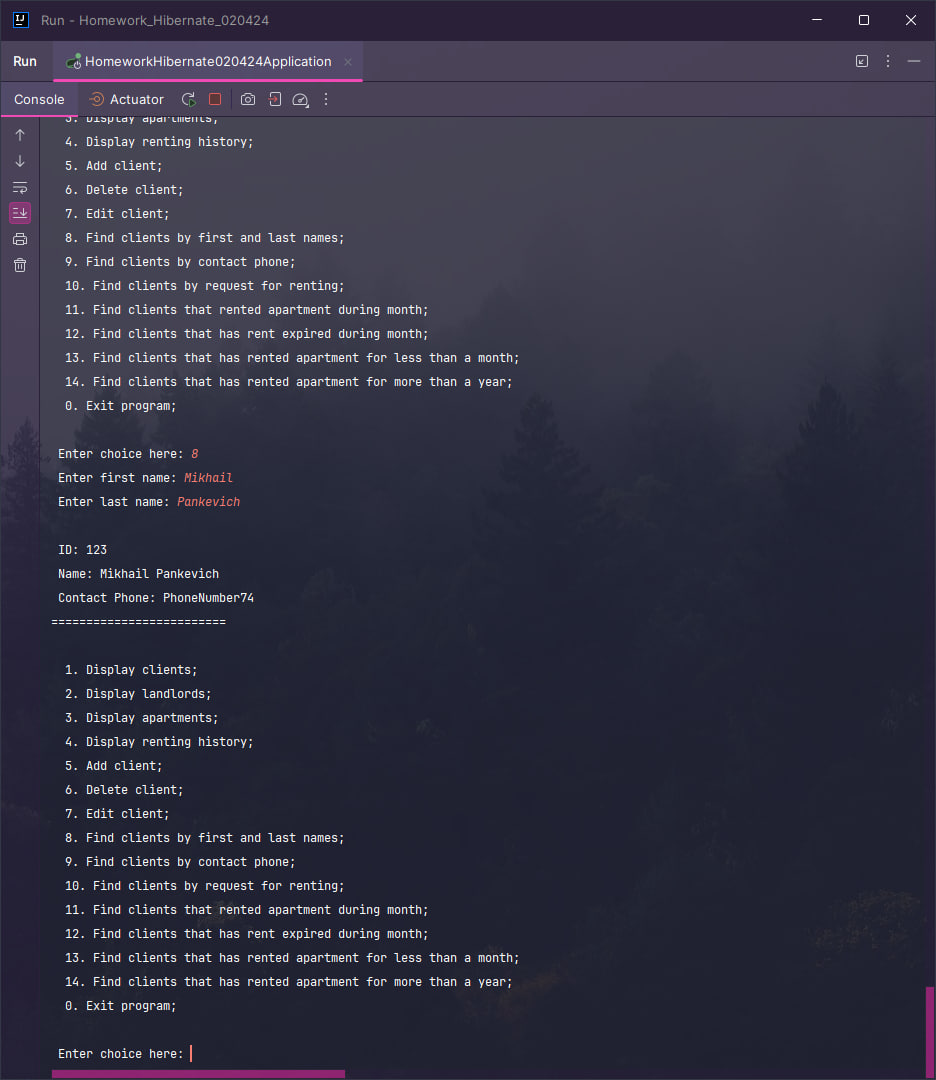 Run - Homework_Hibernate_020424
Run HomeworkHibernate020424Application
Console Actuator
3. Display apartments;
4. Display renting history;
5. Add client;
6. Delete client;
7. Edit client;
8. Find clients by first and last names;
9. Find clients by contact phone;
10. Find clients by request for renting;
11. Find clients that rented apartment during month;
12. Find clients that has rent expired during month;
13. Find clients that has rented apartment for less than a month;
14. Find clients that has rented apartment for more than a year;
0. Exit program;
Enter choice here: 8
Enter first name: Mikhail
Enter last name: Pankevich
ID: 123
Name: Mikhail Pankevich
Contact Phone: PhoneNumber74
=========================
1. Display clients;
2. Display landlords;
3. Display apartments;
4. Display renting history;
5. Add client;
6. Delete client;
7. Edit client;
8. Find clients by first and last names;
9. Find clients by contact phone;
10. Find clients by request for renting;
11. Find clients that rented apartment during month;
12. Find clients that has rent expired during month;
13. Find clients that has rented apartment for less than a month;
14. Find clients that has rented apartment for more than a year;
0. Exit program;
Enter choice here: